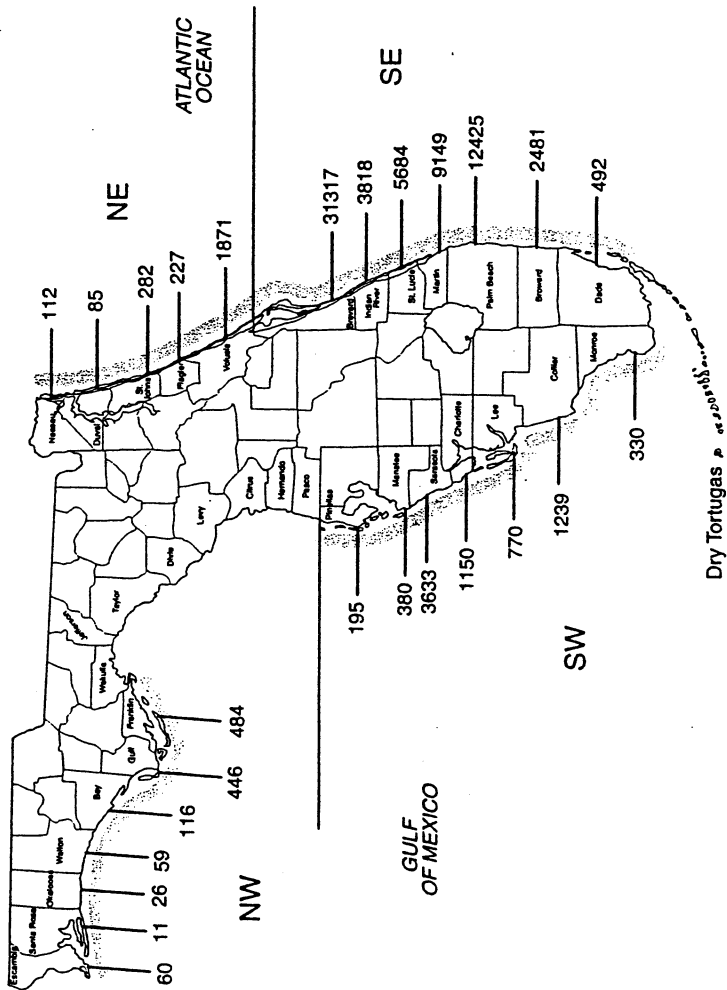 ATLANTIC
OCEAN
NE
SE
112
85
282
227
1871
31317
3818
5684
9149
12425
2481
492
Nassau
Duval
St.
Johns
Flagler
Volusia
Brevard
Indian
River
St. Lucie
Martin
Palm Beach
Broward
Dade
Monroe
Collier
Lee
Charlotte
Sarasota
Manatee
Pinellas
Pasco
Hernando
Citrus
Levy
Dixie
Taylor
Jefferson
Wakulla
Franklin
Gulf
Bay
Walton
Okaloosa
Santa Rosa
Escambia
60
11
26
59
116
446
484
195
380
3633
1150
770
1239
330
NW
SW
GULF
OF MEXICO
Dry Tortugas